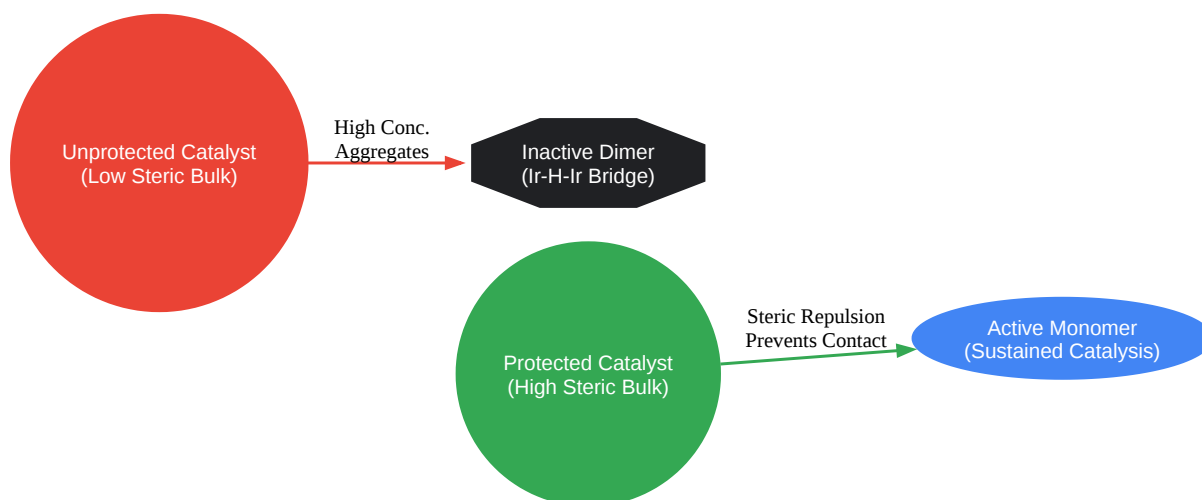 High Conc.
Aggregates
Unprotected Catalyst
(Low Steric Bulk)
Inactive Dimer
(Ir-H-Ir Bridge)
Steric Repulsion
Prevents Contact
Protected Catalyst
(High Steric Bulk)
Active Monomer
(Sustained Catalysis)